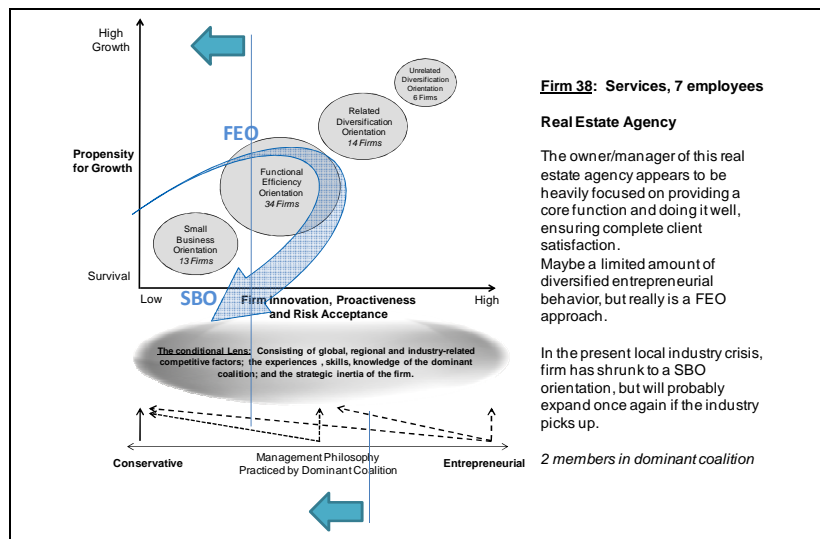 High
Growth
Propensity
for Growth
Survival
FEO
SBO
Unrelated
Diversification
Orientation
6 Firms
Related
Diversification
Orientation
14 Firms
Functional
Efficiency
Orientation
34 Firms
Small
Business
Orientation
13 Firms
Low
Firm Innovation, Proactiveness
and Risk Acceptance
High
The conditional Lens: Consisting of global, regional and industry-related
competitive factors; the experiences , skills, knowledge of the dominant
coalition; and the strategic inertia of the firm.
Conservative
Management Philosophy
Practiced by Dominant Coalition
Entrepreneurial
Firm 38: Services, 7 employees
Real Estate Agency
The owner/manager of this real
estate agency appears to be
heavily focused on providing a
core function and doing it well,
ensuring complete client
satisfaction.
Maybe a limited amount of
diversified entrepreneurial
behavior, but really is a FEO
approach.
In the present local industry crisis,
firm has shrunk to a SBO
orientation, but will probably
expand once again if the industry
picks up.
2 members in dominant coalition